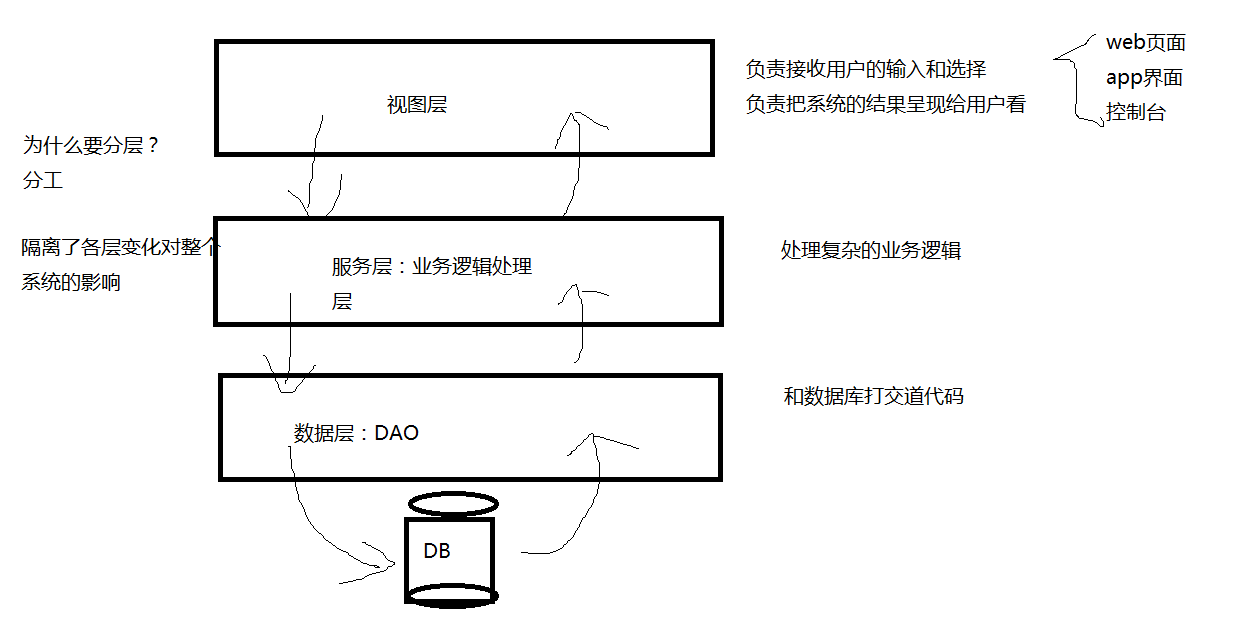 web页面
负责接收用户的输入和选择
app界面
视图层
负责把系统的结果呈现给用户看
控制台
为什么要分层？
分工
隔离了各层变化对整个
系统的影响
服务层：业务逻辑处理
层
处理复杂的业务逻辑
和数据库打交道代码
数据层：DAO
DB